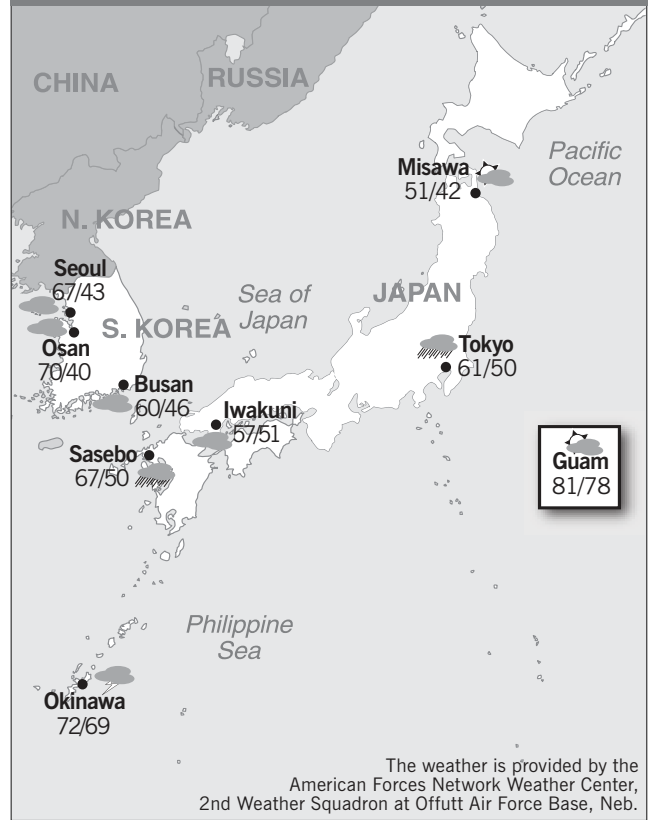 CHINA
RUSSIA
Misawa
51/42
Pacific
Ocean
N. KOREA
Seoul
67/43
Sea of
Japan
JAPAN
S. KOREA
Osan
70/40
Tokyo
61/50
Busan
60/46
Iwakuni
57/51
Sasebo
67/50
Guam
81/78
Philippine
Sea
Okinawa
72/69
The weather is provided by the
American Forces Network Weather Center,
2nd Weather Squadron at Offutt Air Force Base, Neb.